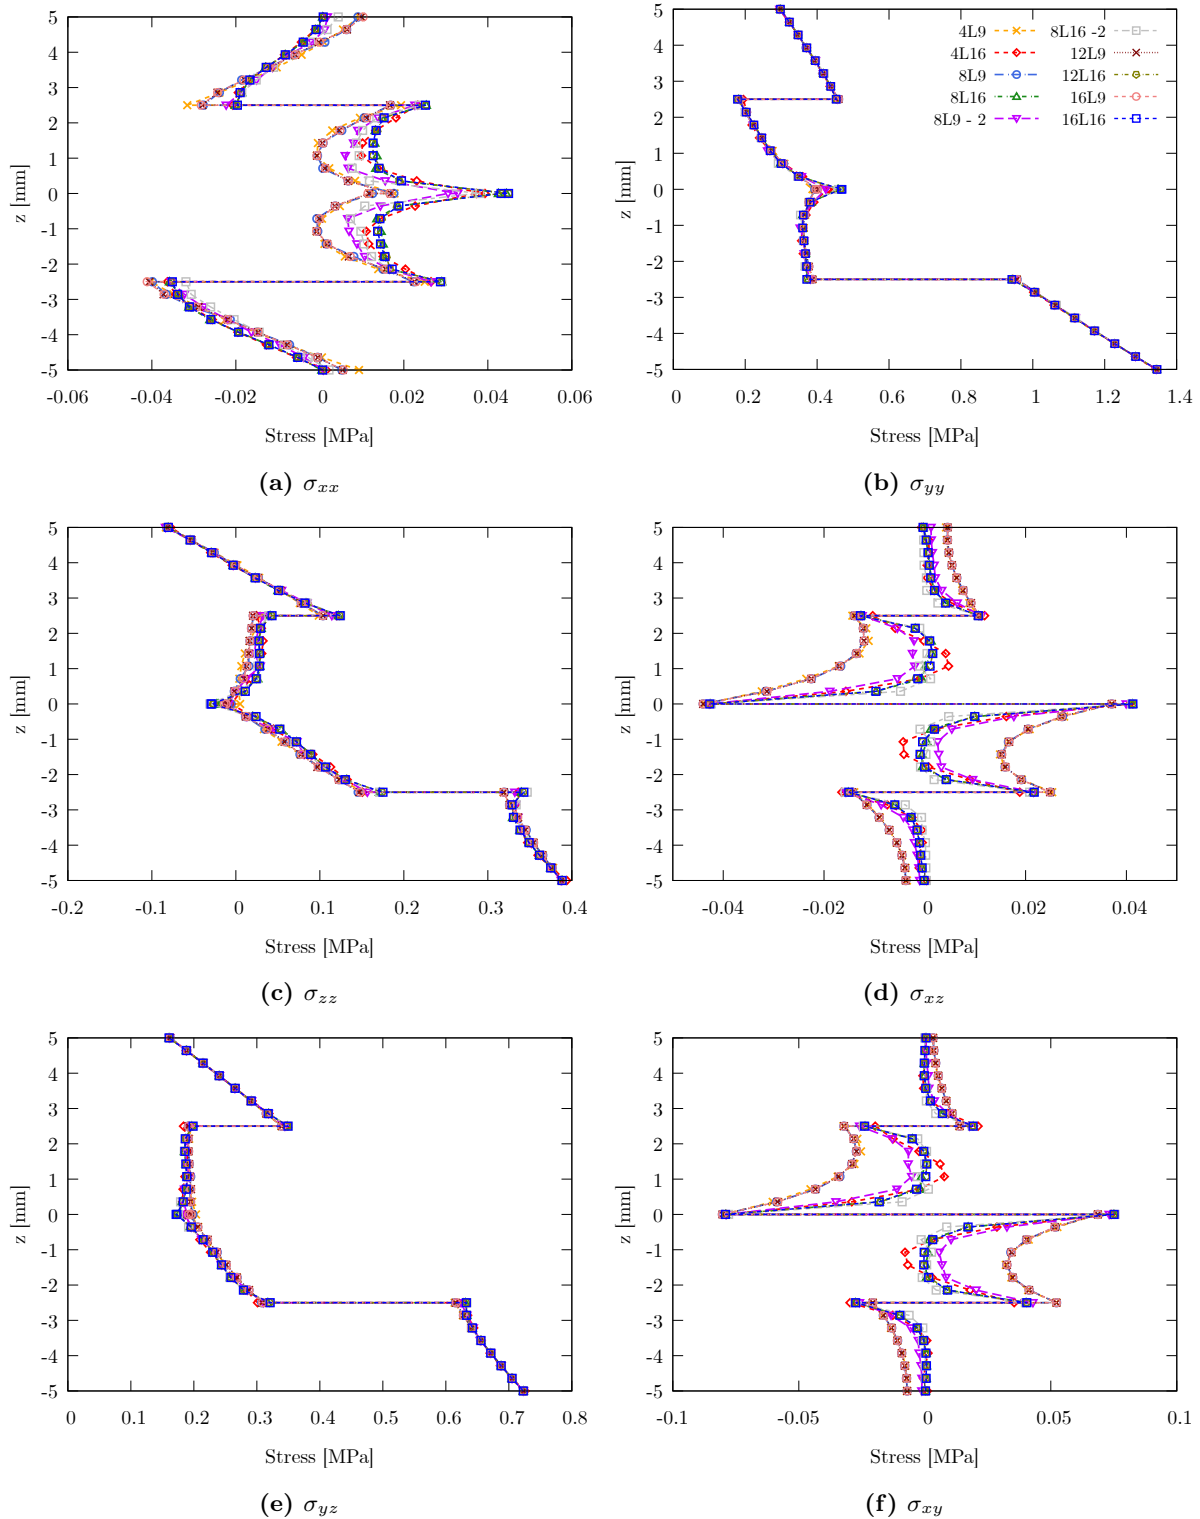 5
4
3
2
1
0
-1
-2
-3
-4
-5
z [mm]
-0.06 -0.04 -0.02 0 0.02 0.04 0.06
Stress [MPa]
(a) σxx
5
4
3
2
1
0
-1
-2
-3
-4
-5
z [mm]
4L9 8L16 -2
4L16 12L9
8L9 12L16
8L16 16L9
8L9 - 2 16L16
0 0.2 0.4 0.6 0.8 1 1.2 1.4
Stress [MPa]
(b) σyy
5
4
3
2
1
0
-1
-2
-3
-4
-5
z [mm]
-0.2 -0.1 0 0.1 0.2 0.3 0.4
Stress [MPa]
(c) σzz
5
4
3
2
1
0
-1
-2
-3
-4
-5
z [mm]
-0.04 -0.02 0 0.02 0.04
Stress [MPa]
(d) σxz
5
4
3
2
1
0
-1
-2
-3
-4
-5
z [mm]
0 0.1 0.2 0.3 0.4 0.5 0.6 0.7 0.8
Stress [MPa]
(e) σyz
5
4
3
2
1
0
-1
-2
-3
-4
-5
z [mm]
-0.1 -0.05 0 0.05 0.1
Stress [MPa]
(f) σxy